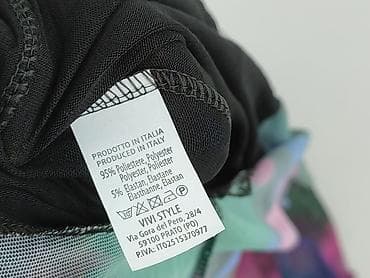 PRODOTTO IN ITALIA
PRODUCED IN ITALY
95% Poliestere, Polyester
Polyester, Poliester
5% Elastan, Elastane
Elasthanne, Elastan
VIVI STYLE
Via Gora del Pero, 28/4
59100 PRATO (PO)
P.IVA. IT02515370977